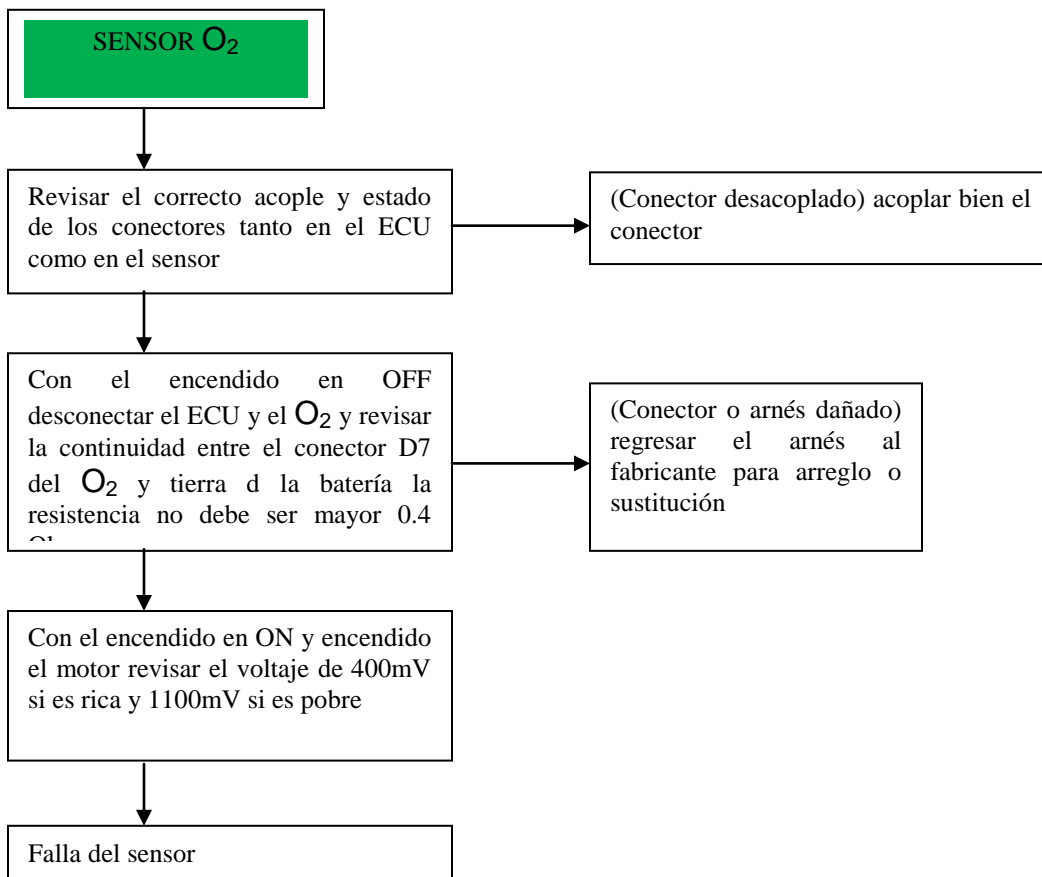 SENSOR O₂
Revisar el correcto acople y estado
de los conectores tanto en el ECU
como en el sensor
(Conector desacoplado) acoplar bien el
conector
Con el encendido en OFF
desconectar el ECU y el O₂ y revisar
la continuidad entre el conector D7
del O₂ y tierra d la batería la
resistencia no debe ser mayor 0.4
(Conector o arnés dañado)
regresar el arnés al
fabricante para arreglo o
sustitución
Con el encendido en ON y encendido
el motor revisar el voltaje de 400mV
si es rica y 1100mV si es pobre
Falla del sensor